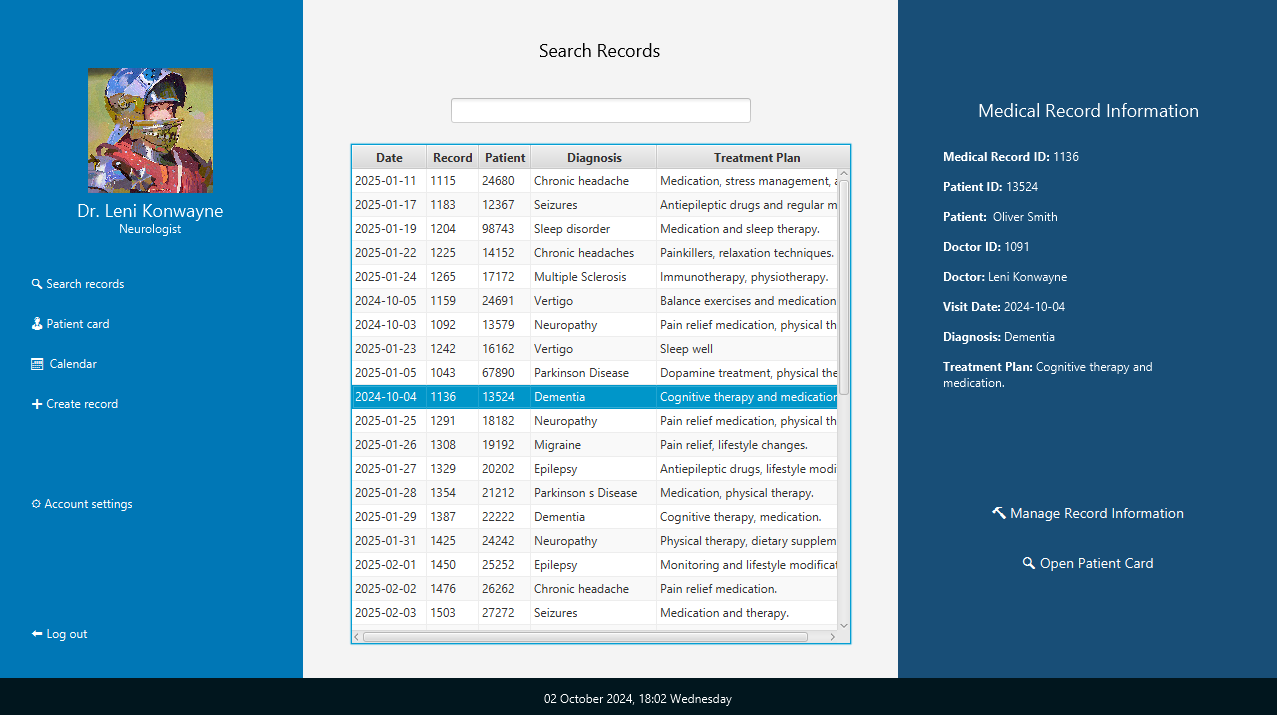 Dr. Leni Konwayne
Neurologist
Search records
Patient card
Calendar
Create record
Account settings
Log out
Search Records
Date Record Patient Diagnosis Treatment Plan
2025-01-11 1115 24680 Chronic headache Medication, stress management,
2025-01-17 1183 12367 Seizures Antiepileptic drugs and regular m
2025-01-19 1204 98743 Sleep disorder Medication and sleep therapy.
2025-01-22 1225 14152 Chronic headaches Painkillers, relaxation techniques.
2025-01-24 1265 17172 Multiple Sclerosis Immunotherapy, physiotherapy.
2024-10-05 1159 24691 Vertigo Balance exercises and medication
2024-10-03 1092 13579 Neuropathy Pain relief medication, physical th
2025-01-23 1242 16162 Vertigo Sleep well
2025-01-05 1043 67890 Parkinson Disease Dopamine treatment, physical the
2024-10-04 1136 13524 Dementia Cognitive therapy and medication
2025-01-25 1291 18182 Neuropathy Pain relief medication, physical th
2025-01-26 1308 19192 Migraine Pain relief, lifestyle changes.
2025-01-27 1329 20202 Epilepsy Antiepileptic drugs, lifestyle modi
2025-01-28 1354 21212 Parkinson s Disease Medication, physical therapy.
2025-01-29 1387 22222 Dementia Cognitive therapy, medication.
2025-01-31 1425 24242 Neuropathy Physical therapy, dietary supplem
2025-02-01 1450 25252 Epilepsy Monitoring and lifestyle modificat
2025-02-02 1476 26262 Chronic headache Pain relief medication.
2025-02-03 1503 27272 Seizures Medication and therapy.
Medical Record Information
Medical Record ID: 1136
Patient ID: 13524
Patient: Oliver Smith
Doctor ID: 1091
Doctor: Leni Konwayne
Visit Date: 2024-10-04
Diagnosis: Dementia
Treatment Plan: Cognitive therapy and
medication.
Manage Record Information
Open Patient Card
02 October 2024, 18:02 Wednesday